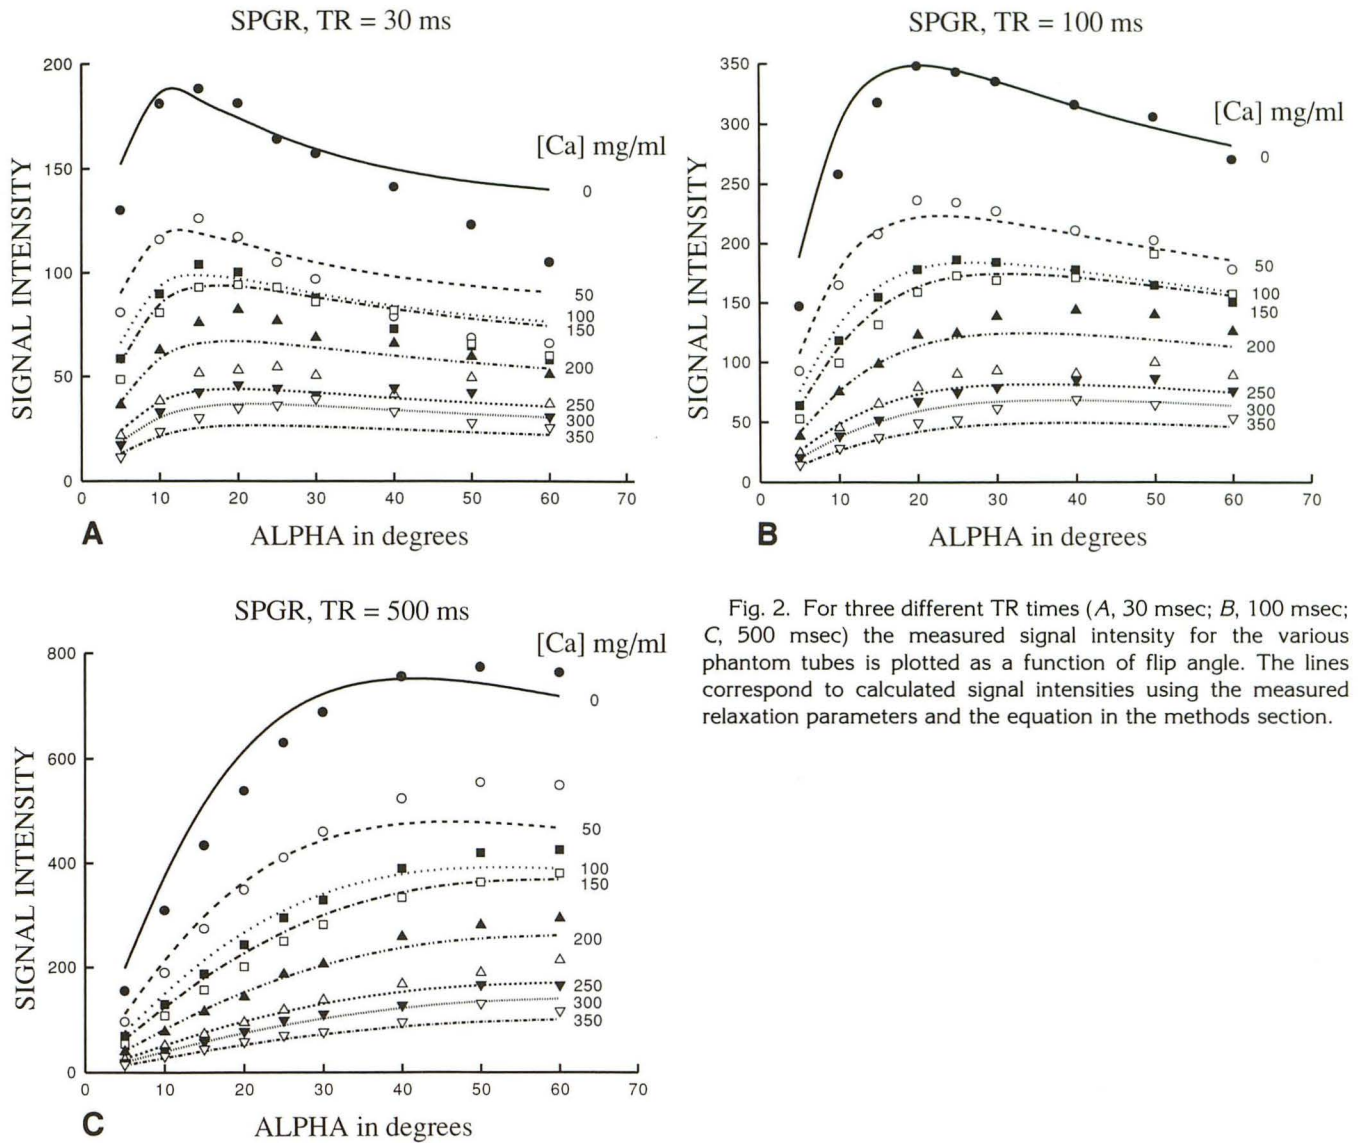 SPGR, TR = 30 ms
SIGNAL INTENSITY
200
150
100
50
0
0 10 20 30 40 50 60 70
[Ca] mg/ml
0
50
100
150
200
250
300
350
A
ALPHA in degrees
SPGR, TR = 100 ms
SIGNAL INTENSITY
350
300
250
200
150
100
50
0
0 10 20 30 40 50 60 70
[Ca] mg/ml
0
50
100
150
200
250
300
350
B
ALPHA in degrees
SPGR, TR = 500 ms
SIGNAL INTENSITY
800
600
400
200
0
0 10 20 30 40 50 60 70
[Ca] mg/ml
0
50
100
150
200
250
300
350
C
ALPHA in degrees
Fig. 2. For three different TR times (A, 30 msec; B, 100 msec;
C, 500 msec) the measured signal intensity for the various
phantom tubes is plotted as a function of flip angle. The lines
correspond to calculated signal intensities using the measured
relaxation parameters and the equation in the methods section.